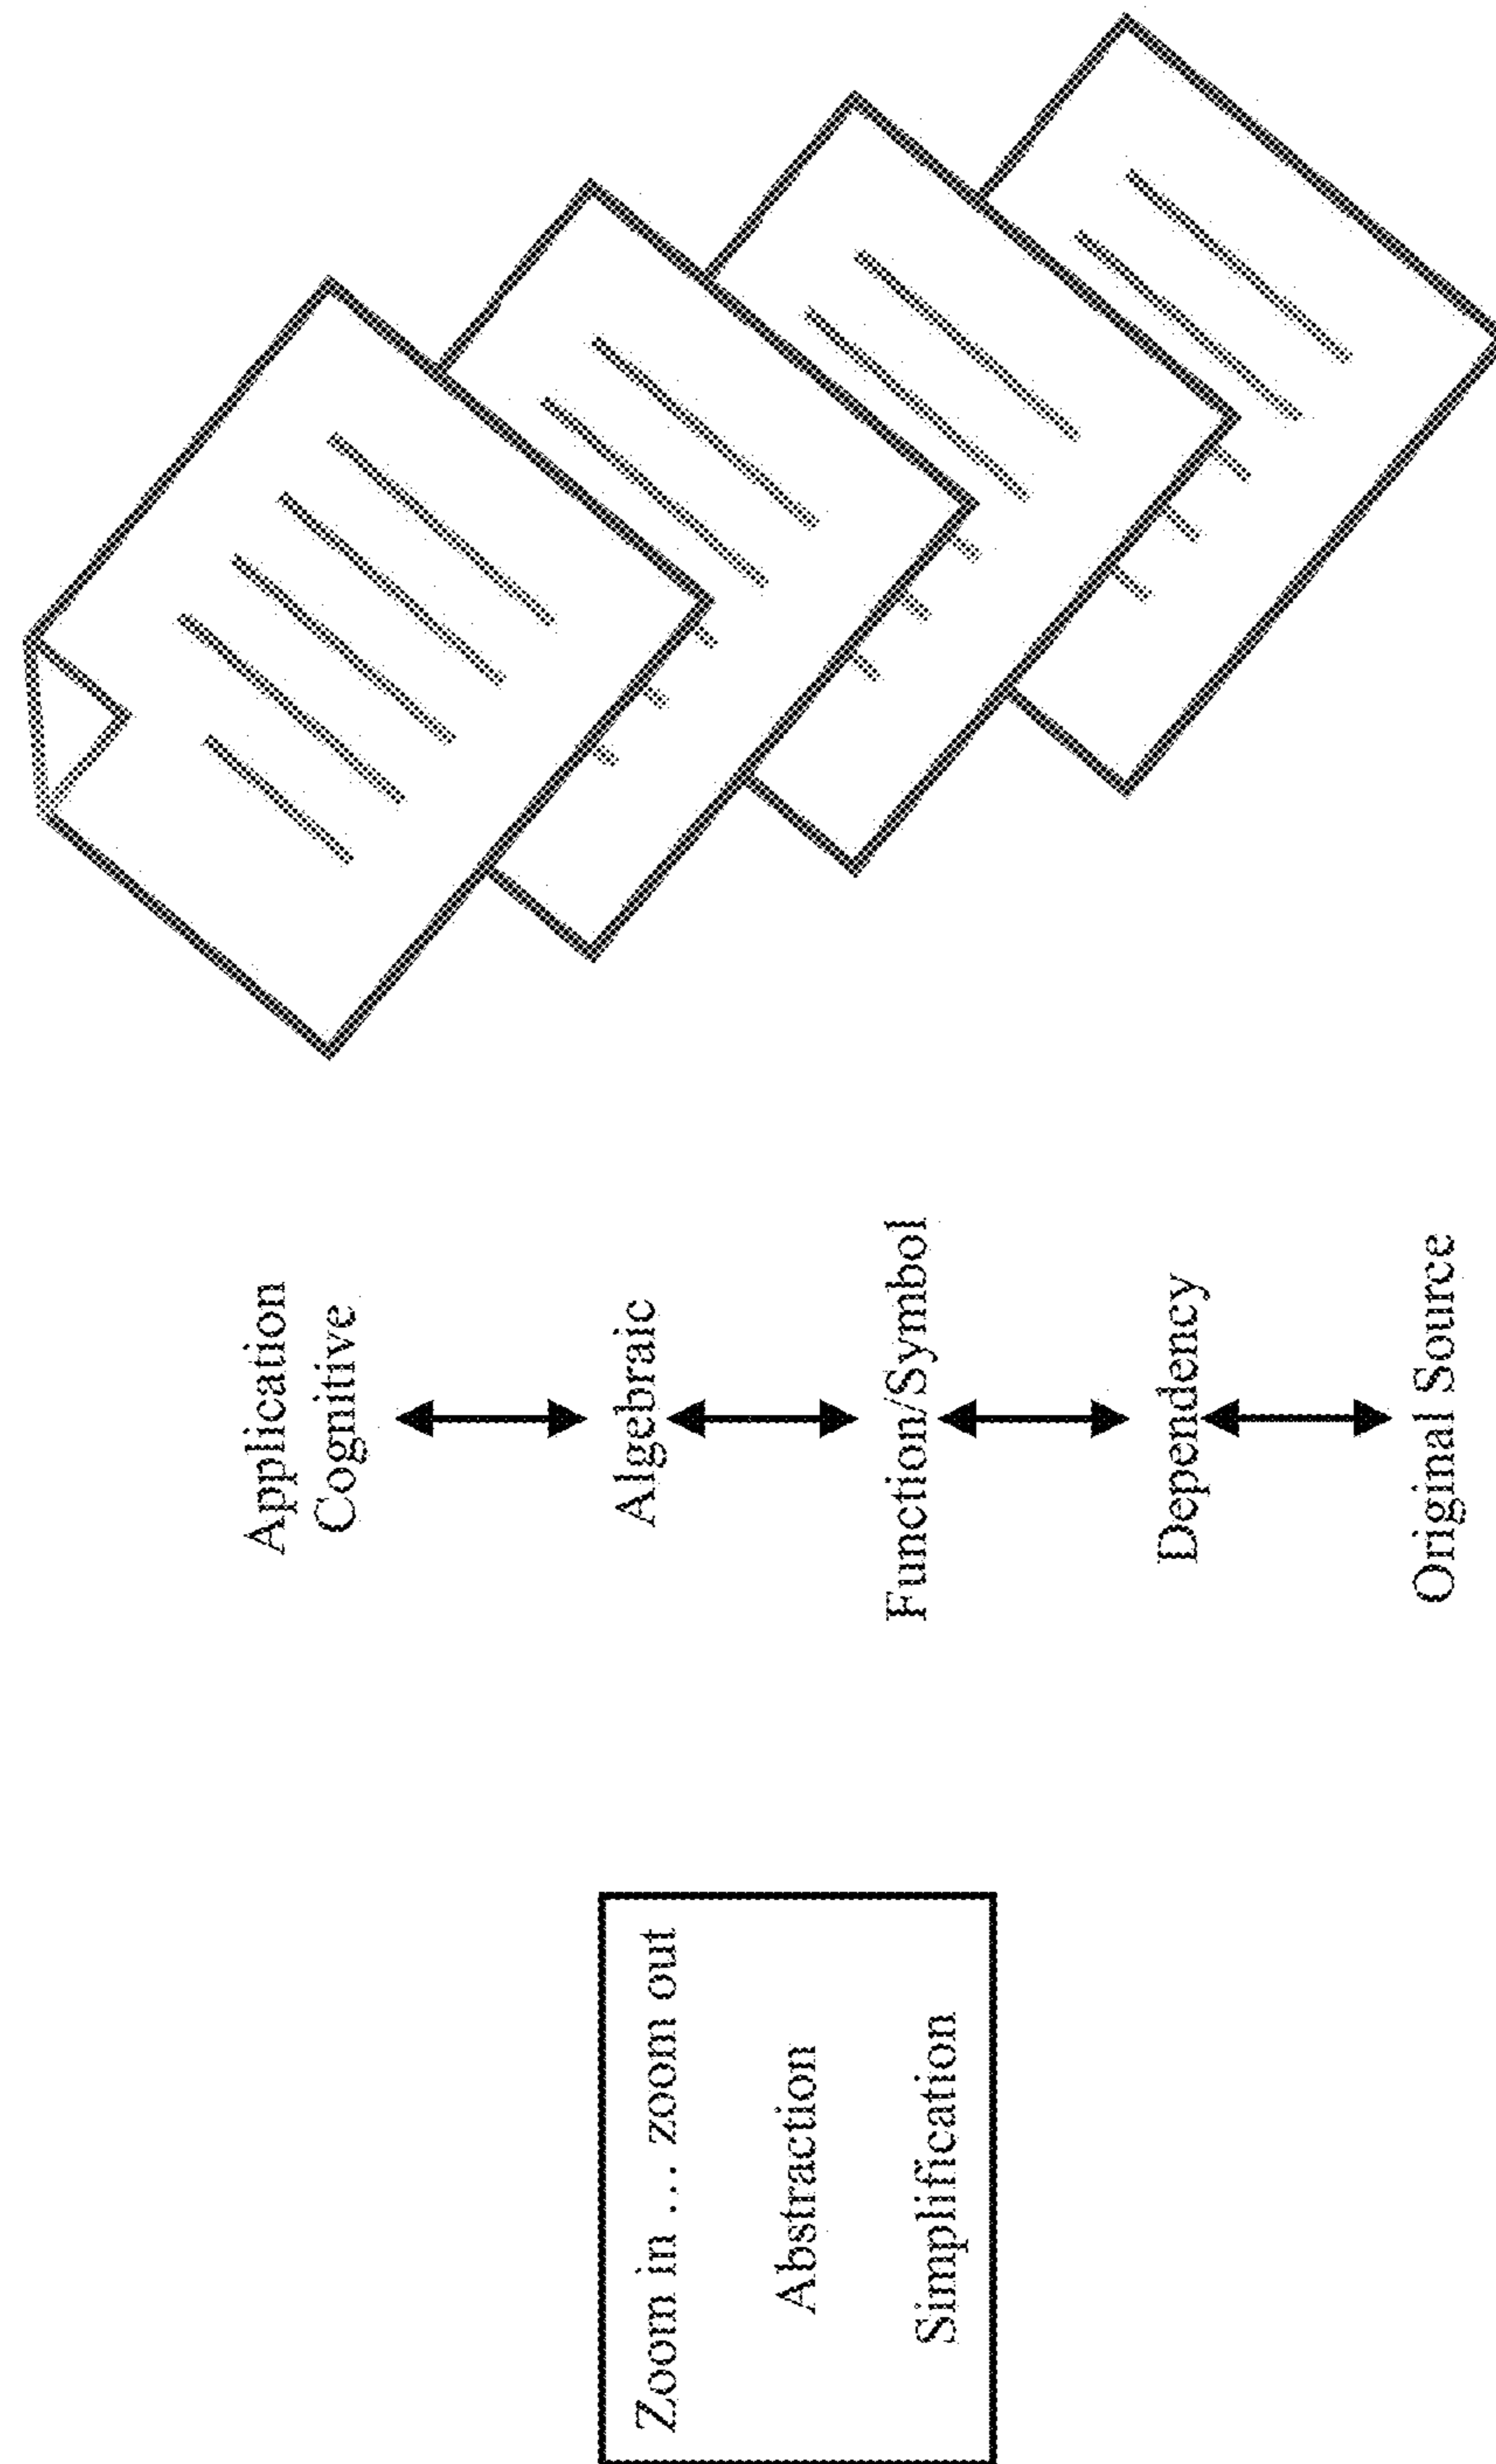 Zoom in ... zoom out
Abstraction
Simplification
Application
Cognitive
Algebraic
Function/Symbol
Dependency
Original Source